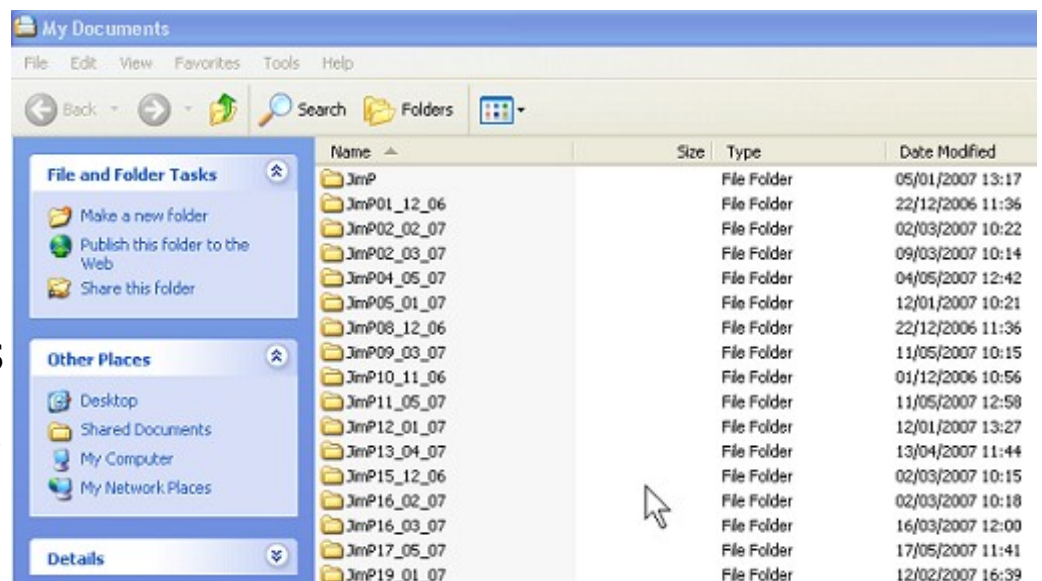 My Documents
File Edit View Favorites Tools Help
Back Search Folders
Name Size Type Date Modified
File and Folder Tasks
Make a new folder
Publish this folder to the
Web
Share this folder
Other Places
Desktop
Shared Documents
My Computer
My Network Places
Details
JimP File Folder 05/01/2007 13:17
JimP01_12_06 File Folder 22/12/2006 11:36
JimP02_02_07 File Folder 02/03/2007 10:22
JimP02_03_07 File Folder 09/03/2007 10:14
JimP04_05_07 File Folder 04/05/2007 12:42
JimP05_01_07 File Folder 12/01/2007 10:21
JimP08_12_06 File Folder 22/12/2006 11:36
JimP09_03_07 File Folder 11/05/2007 10:15
JimP10_11_06 File Folder 01/12/2006 10:56
JimP11_05_07 File Folder 11/05/2007 12:58
JimP12_01_07 File Folder 12/01/2007 13:27
JimP13_04_07 File Folder 13/04/2007 11:44
JimP15_12_06 File Folder 02/03/2007 10:15
JimP16_02_07 File Folder 02/03/2007 10:18
JimP16_03_07 File Folder 16/03/2007 12:00
JimP17_05_07 File Folder 17/05/2007 11:41
JimP19_01_07 File Folder 12/02/2007 16:39